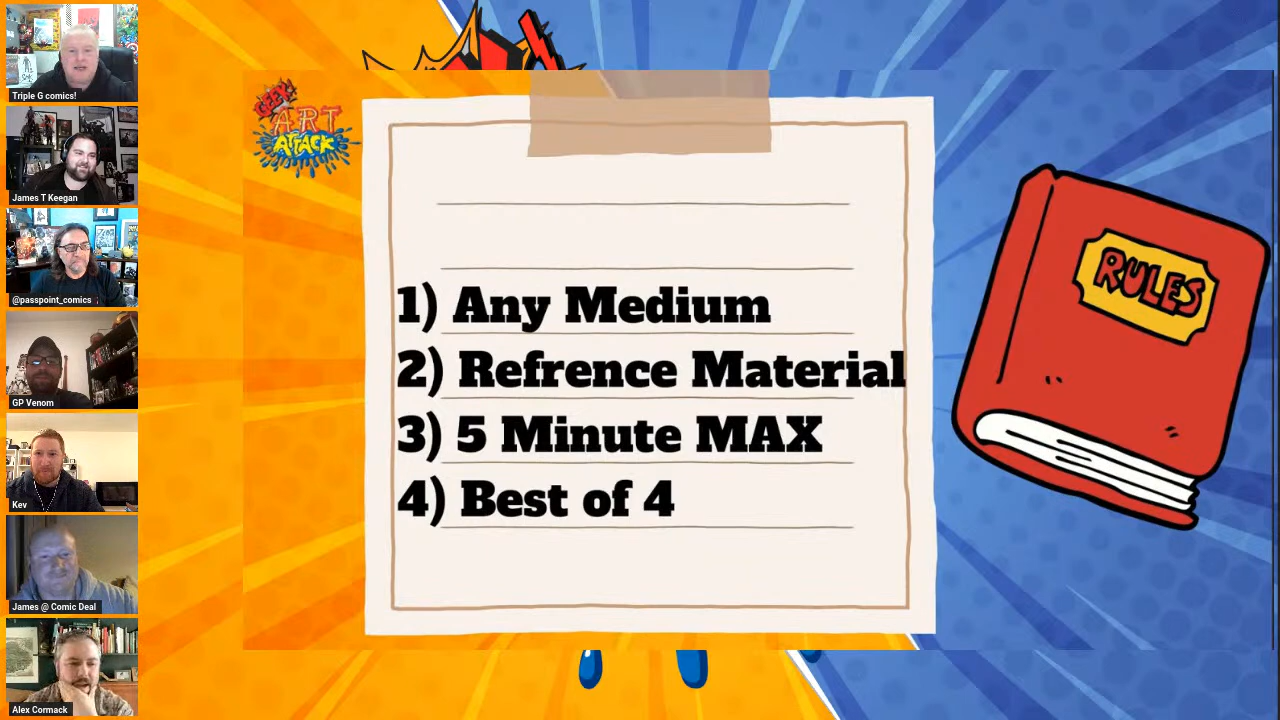 Triple G comics!
James T Keegan
@passpoint_comics
GP Venom
Kev
James @ Comic Deal
Alex Cormack
GEEK
ART
ATTACK
1) Any Medium
2) Refrence Material
3) 5 Minute MAX
4) Best of 4
RULES